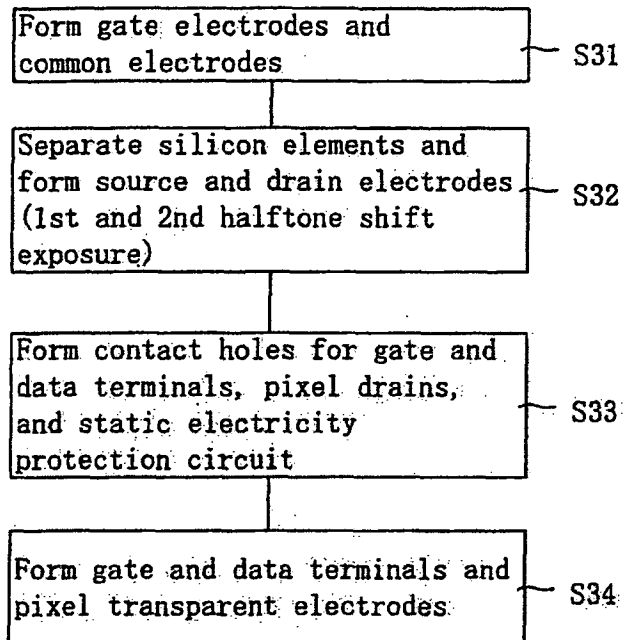 Form gate electrodes and
common electrodes
S31
Separate silicon elements and
form source and drain electrodes
(1st and 2nd halftone shift
exposure)
S32
Form contact holes for gate and
data terminals, pixel drains,
and static electricity
protection circuit
S33
Form gate and data terminals and
pixel transparent electrodes
S34